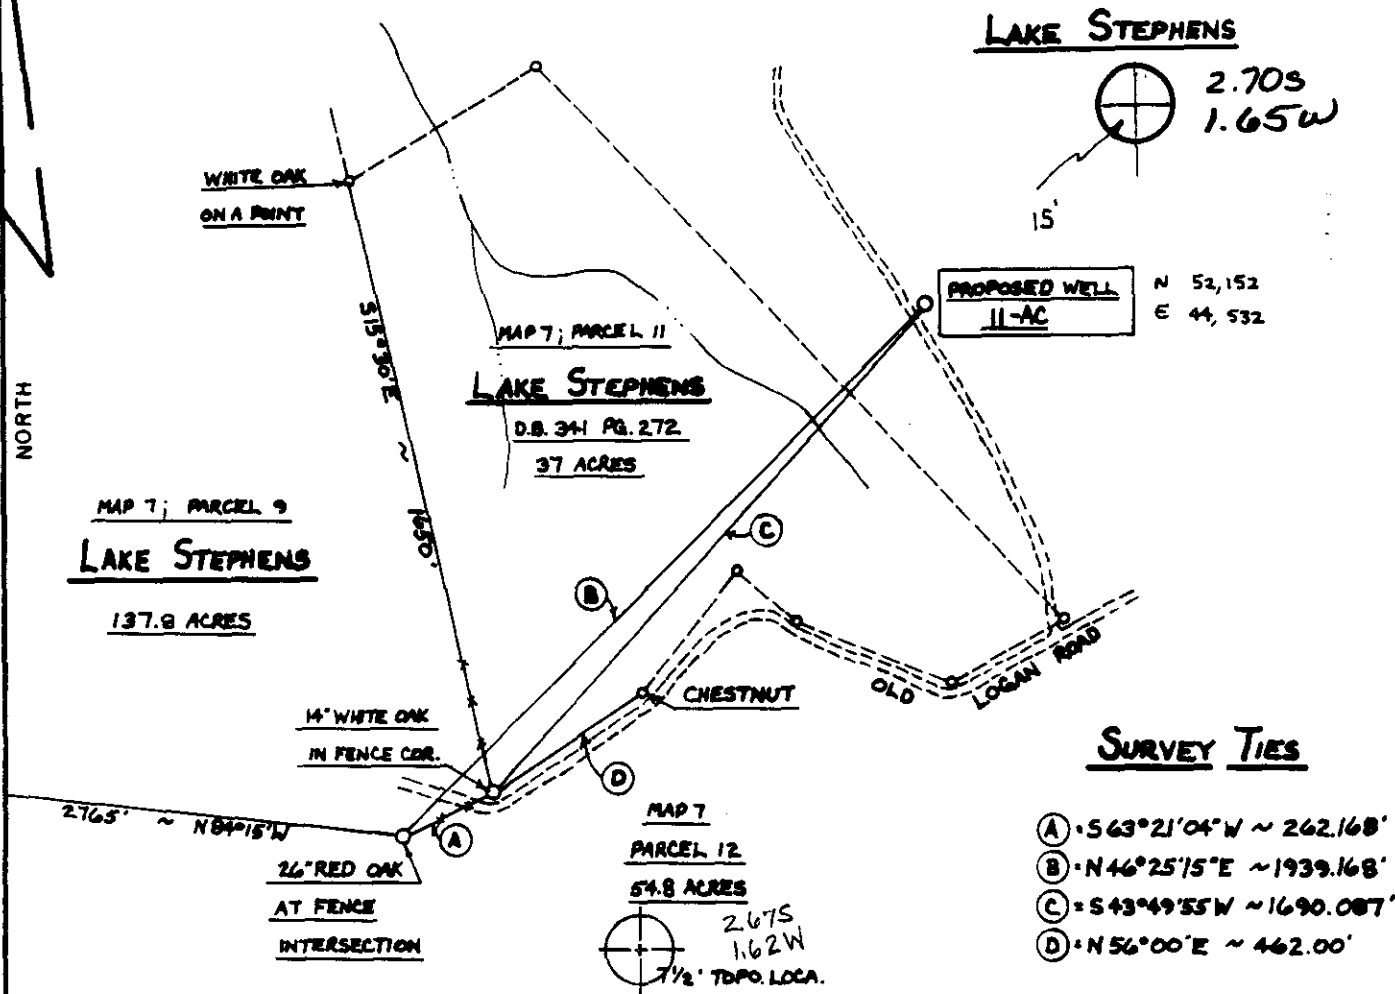 LAKE STEPHENS
2.70S
1.65W
15'
WHITE OAK
ON A POINT
PROPOSED WELL
11-AC
N 52,152
E 44,532
S15°30'E ~ 1650'
MAP 7; PARCEL 11
LAKE STEPHENS
D.B. 341 PG. 272
37 ACRES
NORTH
MAP 7; PARCEL 9
LAKE STEPHENS
137.8 ACRES
C
B
CHESTNUT
OLD LOGAN ROAD
14" WHITE OAK
IN FENCE COR.
D
2765' ~ N84°15'W
A
26" RED OAK
AT FENCE
INTERSECTION
MAP 7
PARCEL 12
54.8 ACRES
2.67S
1.62W
7 1/2' TOPO. LOCA.
SURVEY TIES
A = S63°21'04"W ~ 262.168'
B = N46°25'15"E ~ 1939.168'
C = S43°49'55W ~ 1690.087'
D = N56°00'E ~ 462.00'